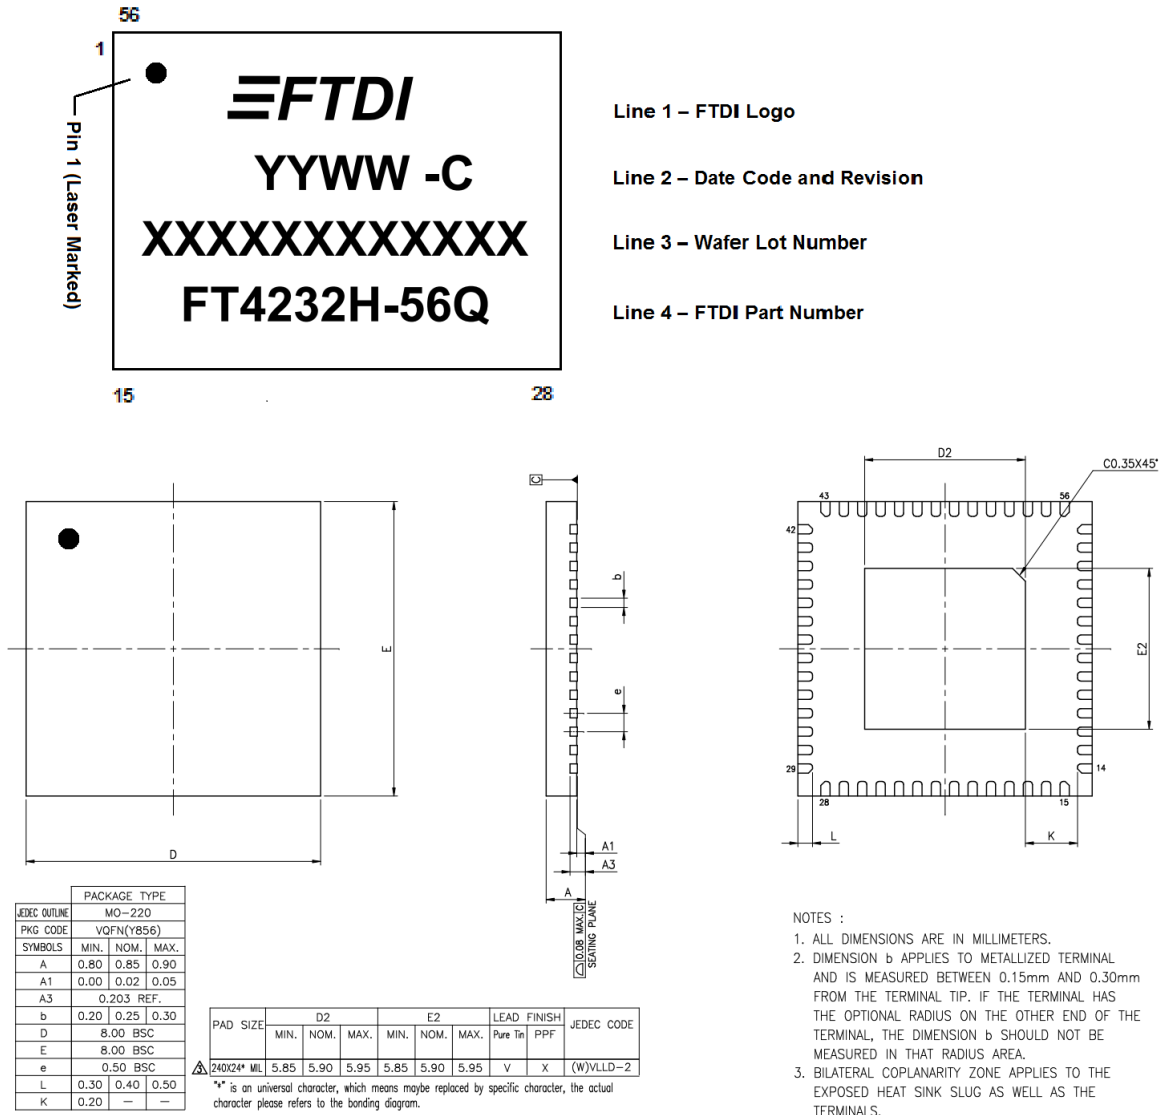 56
1
FTDI
YYWW -C
XXXXXXXXXXXX
FT4232H-56Q
Pin 1 (Laser Marked)
15
28
Line 1 – FTDI Logo
Line 2 – Date Code and Revision
Line 3 – Wafer Lot Number
Line 4 – FTDI Part Number
E
D
C
b
e
A1
A3
A
0.08 MAX. C
SEATING PLANE
D2
C0.35X45°
43
56
42
E2
29
14
28
15
L
K
PACKAGE TYPE
JEDEC OUTLINE MO-220
PKG CODE VQFN(Y856)
SYMBOLS MIN. NOM. MAX.
A 0.80 0.85 0.90
A1 0.00 0.02 0.05
A3 0.203 REF.
b 0.20 0.25 0.30
D 8.00 BSC
E 8.00 BSC
e 0.50 BSC
L 0.30 0.40 0.50
K 0.20 — —
PAD SIZE D2 E2 LEAD FINISH JEDEC CODE
MIN. NOM. MAX. MIN. NOM. MAX. Pure Tin PPF
3 240X24* MIL 5.85 5.90 5.95 5.85 5.90 5.95 V X (W)VLLD-2
"*" is an universal character, which means maybe replaced by specific character, the actual
character please refers to the bonding diagram.
NOTES :
1. ALL DIMENSIONS ARE IN MILLIMETERS.
2. DIMENSION b APPLIES TO METALLIZED TERMINAL
AND IS MEASURED BETWEEN 0.15mm AND 0.30mm
FROM THE TERMINAL TIP. IF THE TERMINAL HAS
THE OPTIONAL RADIUS ON THE OTHER END OF THE
TERMINAL, THE DIMENSION b SHOULD NOT BE
MEASURED IN THAT RADIUS AREA.
3. BILATERAL COPLANARITY ZONE APPLIES TO THE
EXPOSED HEAT SINK SLUG AS WELL AS THE
TERMINALS.